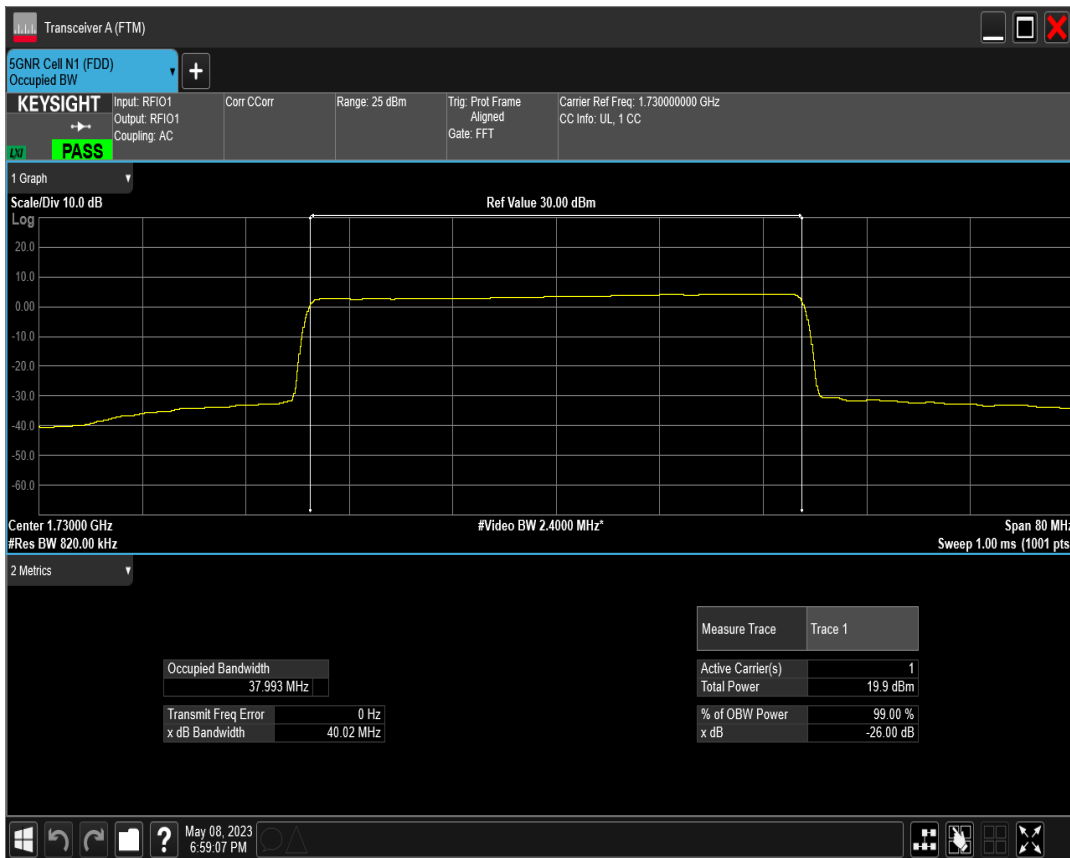 Transceiver A (FTM)
5GNR Cell N1 (FDD)
Occupied BW
+
KEYSIGHT
LXI
PASS
Input: RFIO1
Output: RFIO1
Coupling: AC
Corr CCorr
Range: 25 dBm
Trig: Prot Frame
Aligned
Gate: FFT
Carrier Ref Freq: 1.730000000 GHz
CC Info: UL, 1 CC
1 Graph
Scale/Div 10.0 dB
Ref Value 30.00 dBm
Log
20.0
10.0
0.00
-10.0
-20.0
-30.0
-40.0
-50.0
-60.0
Center 1.73000 GHz
#Video BW 2.4000 MHz*
Span 80 MHz
#Res BW 820.00 kHz
Sweep 1.00 ms (1001 pts
2 Metrics
Measure Trace Trace 1
Occupied Bandwidth
37.993 MHz
Active Carrier(s) 1
Total Power 19.9 dBm
Transmit Freq Error 0 Hz
x dB Bandwidth 40.02 MHz
% of OBW Power 99.00 %
x dB -26.00 dB
?
May 08, 2023
6:59:07 PM